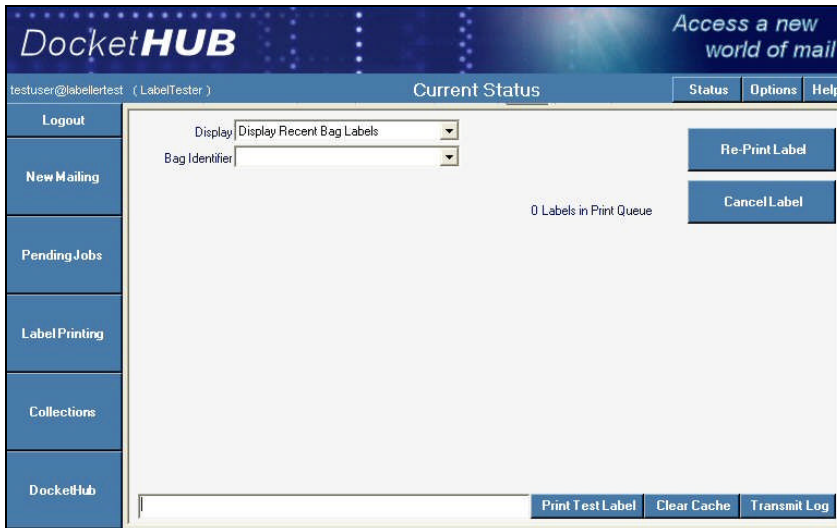 DocketHUB
Access a new
world of mail
testuser@labellertest ( LabelTester )
Current Status
Status
Options
Help
Logout
New Mailing
Pending Jobs
Label Printing
Collections
DocketHub
Display
Display Recent Bag Labels
Bag Identifier
0 Labels in Print Queue
Re-Print Label
Cancel Label
Print Test Label
Clear Cache
Transmit Log